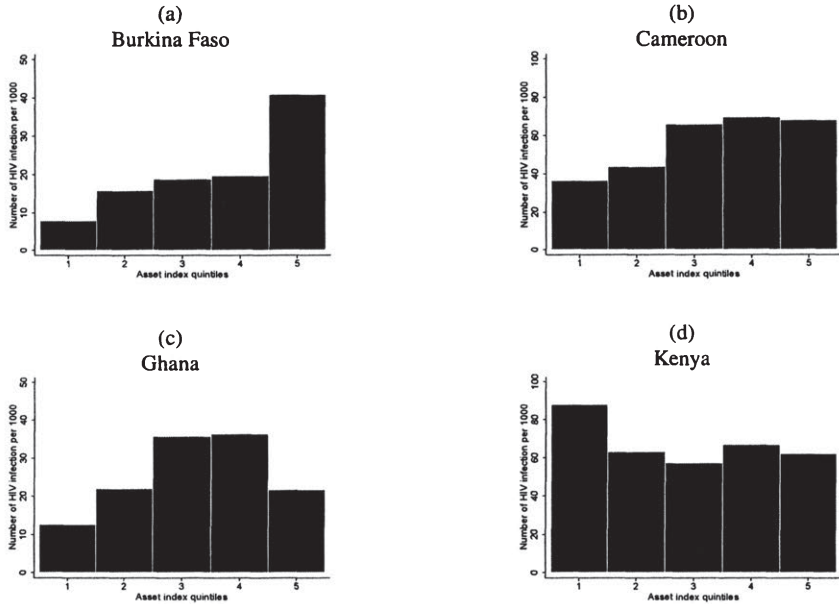 (a)
Burkina Faso
Number of HIV infection per 1000
50
40
30
20
10
0
1 2 3 4 5
Asset index quintiles
(b)
Cameroon
Number of HIV infection per 1000
100
80
60
40
20
0
1 2 3 4 5
Asset index quintiles
(c)
Ghana
Number of HIV infection per 1000
50
40
30
20
10
0
1 2 3 4 5
Asset index quintiles
(d)
Kenya
Number of HIV infection per 1000
100
80
60
40
20
0
1 2 3 4 5
Asset index quintiles